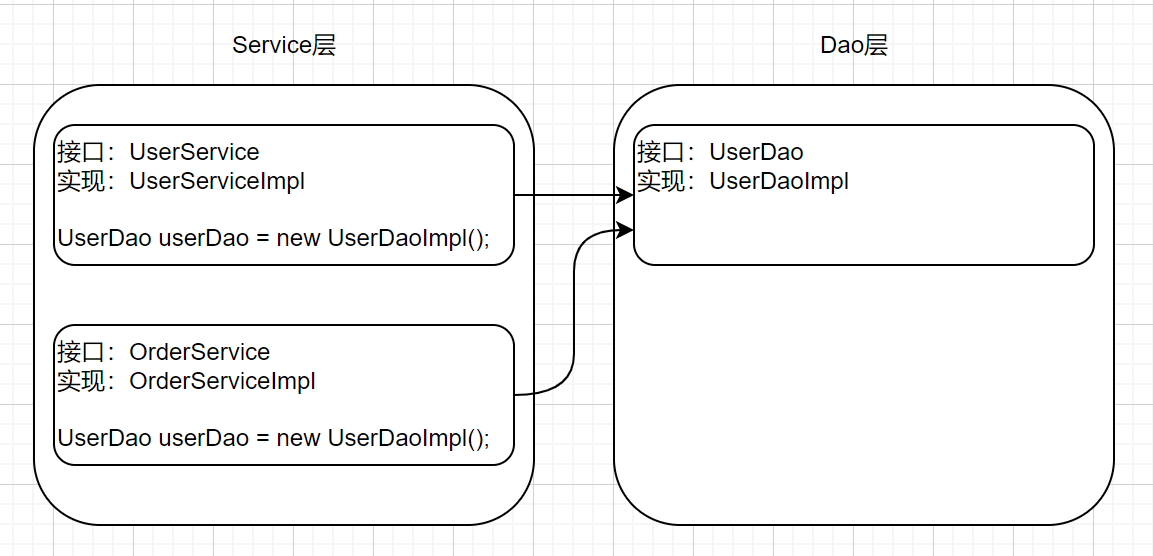 Service层
Dao层
接口：UserService
实现：UserServiceImpl
UserDao userDao = new UserDaoImpl();
接口：UserDao
实现：UserDaoImpl
接口：OrderService
实现：OrderServiceImpl
UserDao userDao = new UserDaoImpl();